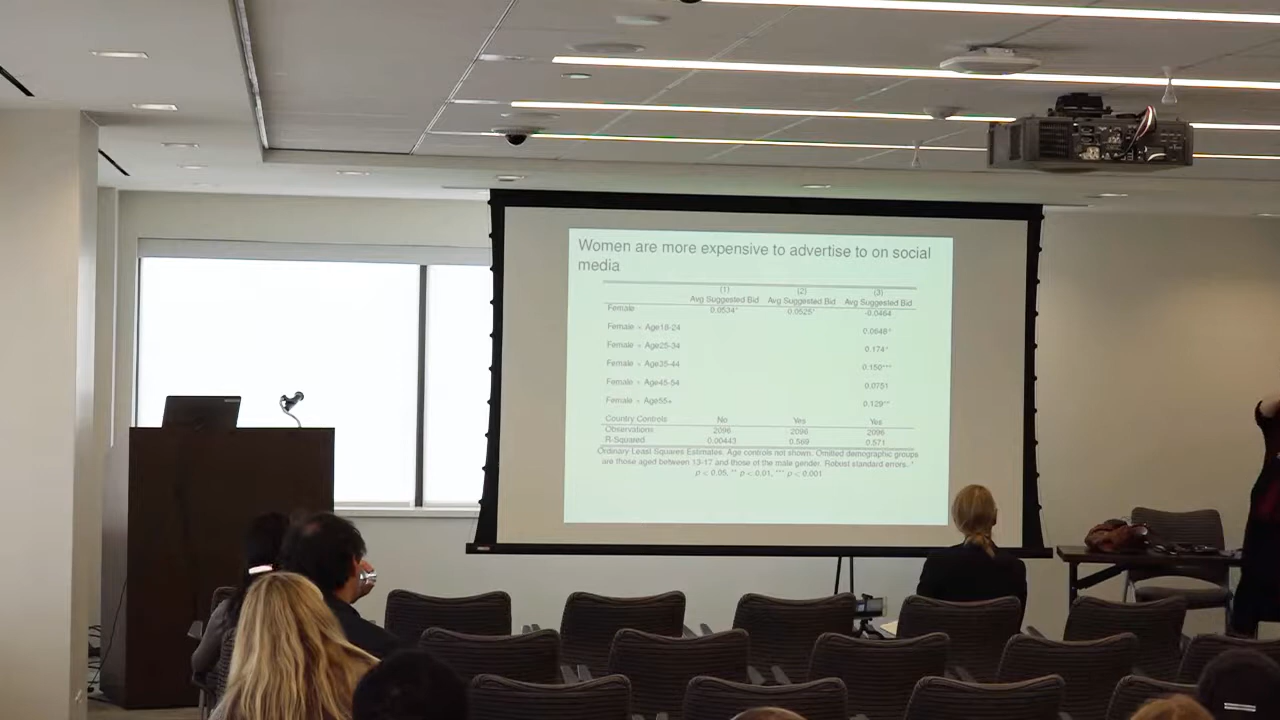 Women are more expensive to advertise to on social
media
(1) (2) (3)
Avg Suggested Bid Avg Suggested Bid Avg Suggested Bid
Female 0.0534* 0.0525* -0.0464
Female × Age18-24 0.0648*
Female × Age25-34 0.174*
Female × Age35-44 0.150***
Female × Age45-54 0.0751
Female × Age55+ 0.129**
Country Controls No Yes Yes
Observations 2096 2096 2096
R-Squared 0.00443 0.569 0.571
Ordinary Least Squares Estimates. Age controls not shown. Omitted demographic groups
are those aged between 13-17 and those of the male gender. Robust standard errors. *
p < 0.05, ** p < 0.01, *** p < 0.001